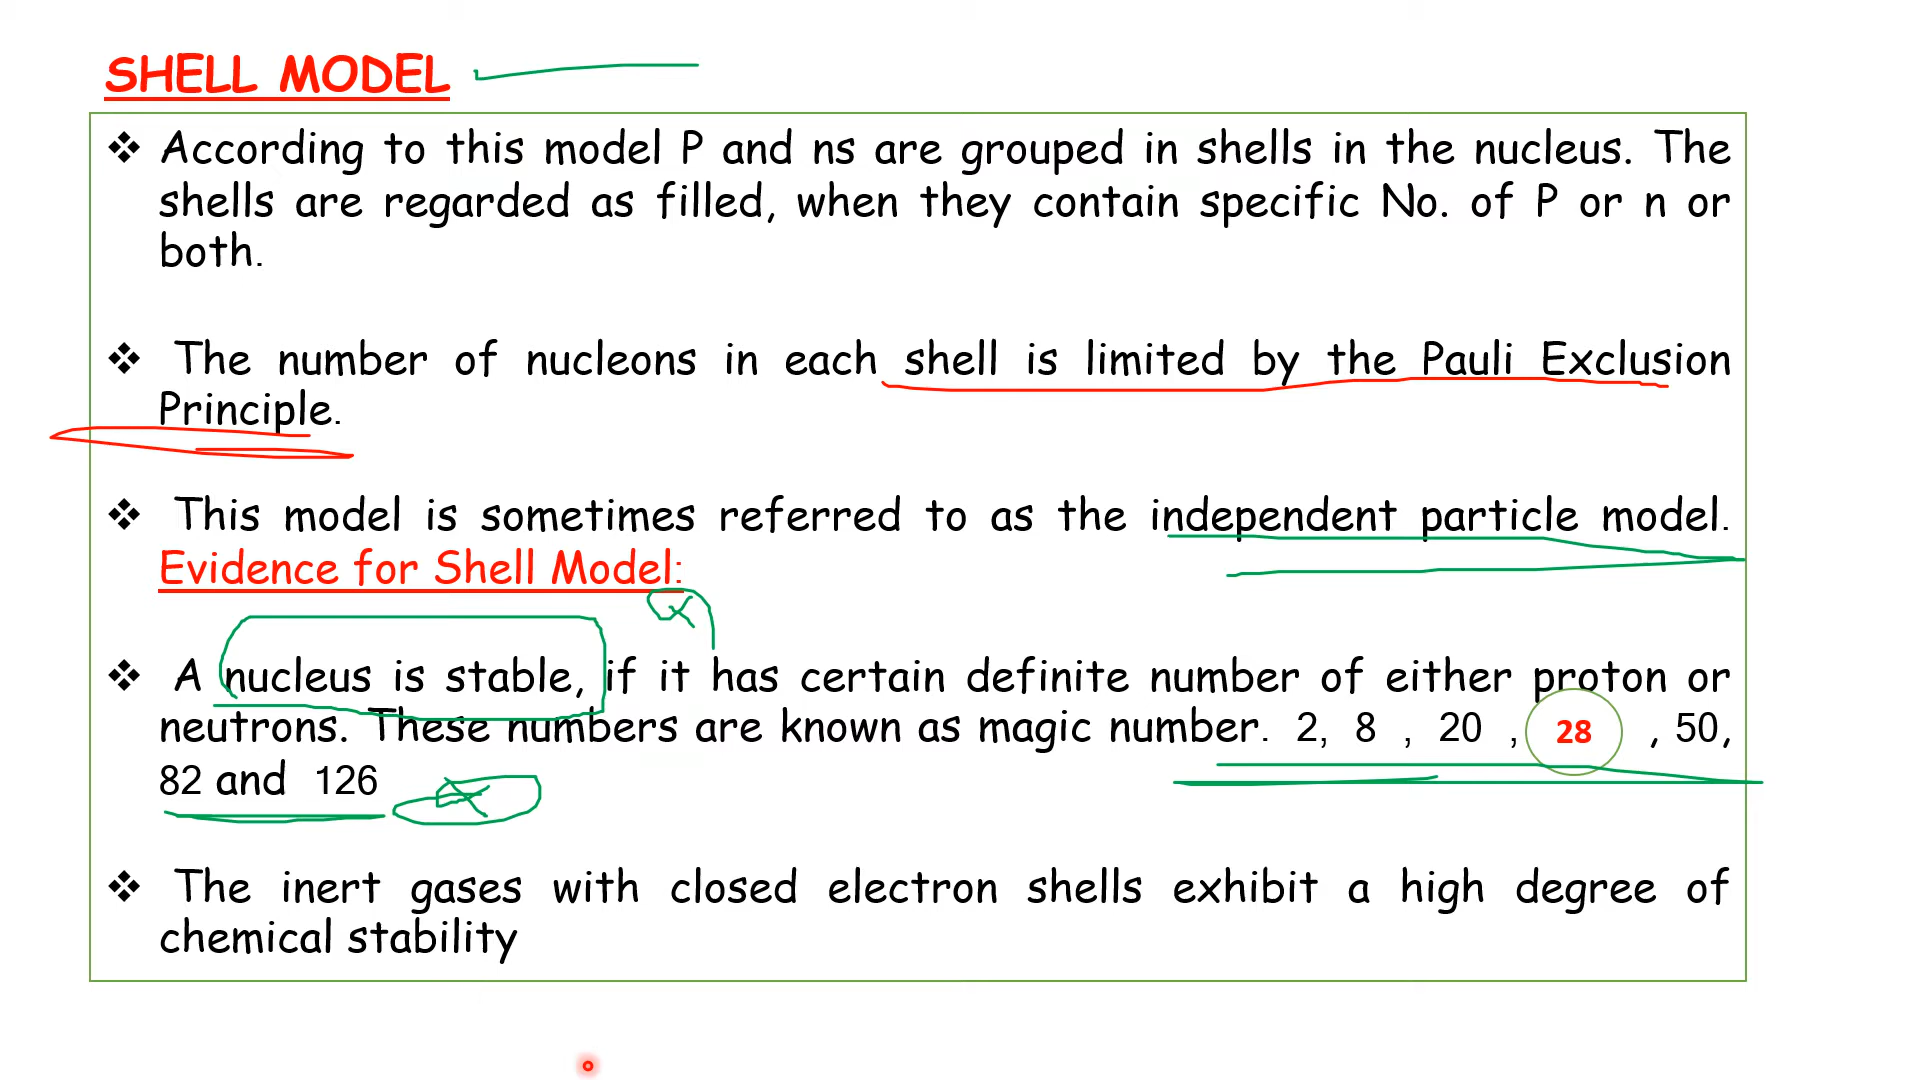 SHELL MODEL
❖ According to this model P and ns are grouped in shells in the nucleus. The
shells are regarded as filled, when they contain specific No. of P or n or
both.
❖ The number of nucleons in each shell is limited by the Pauli Exclusion
Principle.
❖ This model is sometimes referred to as the independent particle model.
Evidence for Shell Model:
❖ A nucleus is stable, if it has certain definite number of either proton or
neutrons. These numbers are known as magic number. 2, 8 , 20 , 28 , 50,
82 and 126
❖ The inert gases with closed electron shells exhibit a high degree of
chemical stability